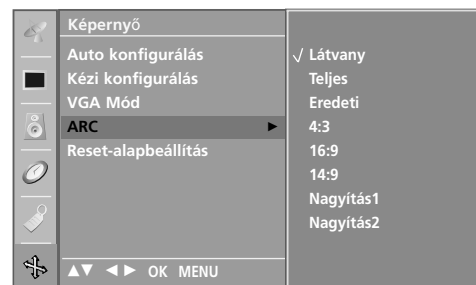 Képernyő
Auto konfigurálás
Kézi konfigurálás
VGA Mód
ARC ►
Reset-alapbeállítás
▲▼ ◄► OK MENU
√ Látvany
Teljes
Eredeti
4:3
16:9
14:9
Nagyítás1
Nagyítás2